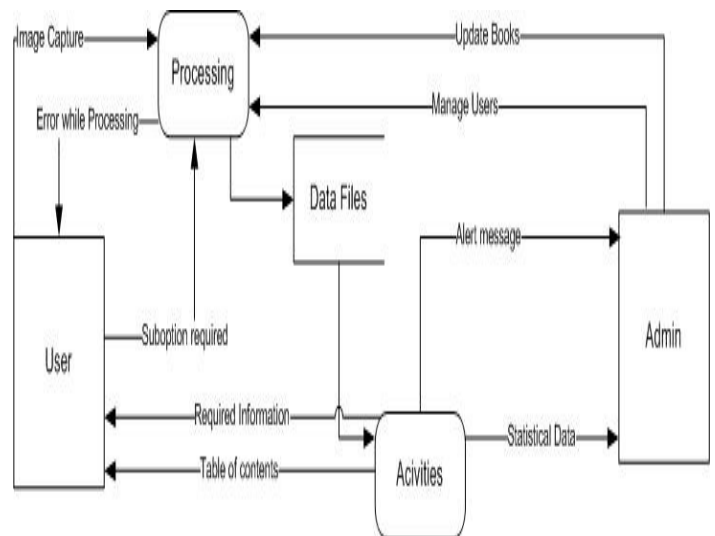 Image Capture
Update Books
Processing
Manage Users
Error while Processing
Data Files
Alert message
Admin
User
Suboption required
Required Information
Statistical Data
Table of contents
Acivities